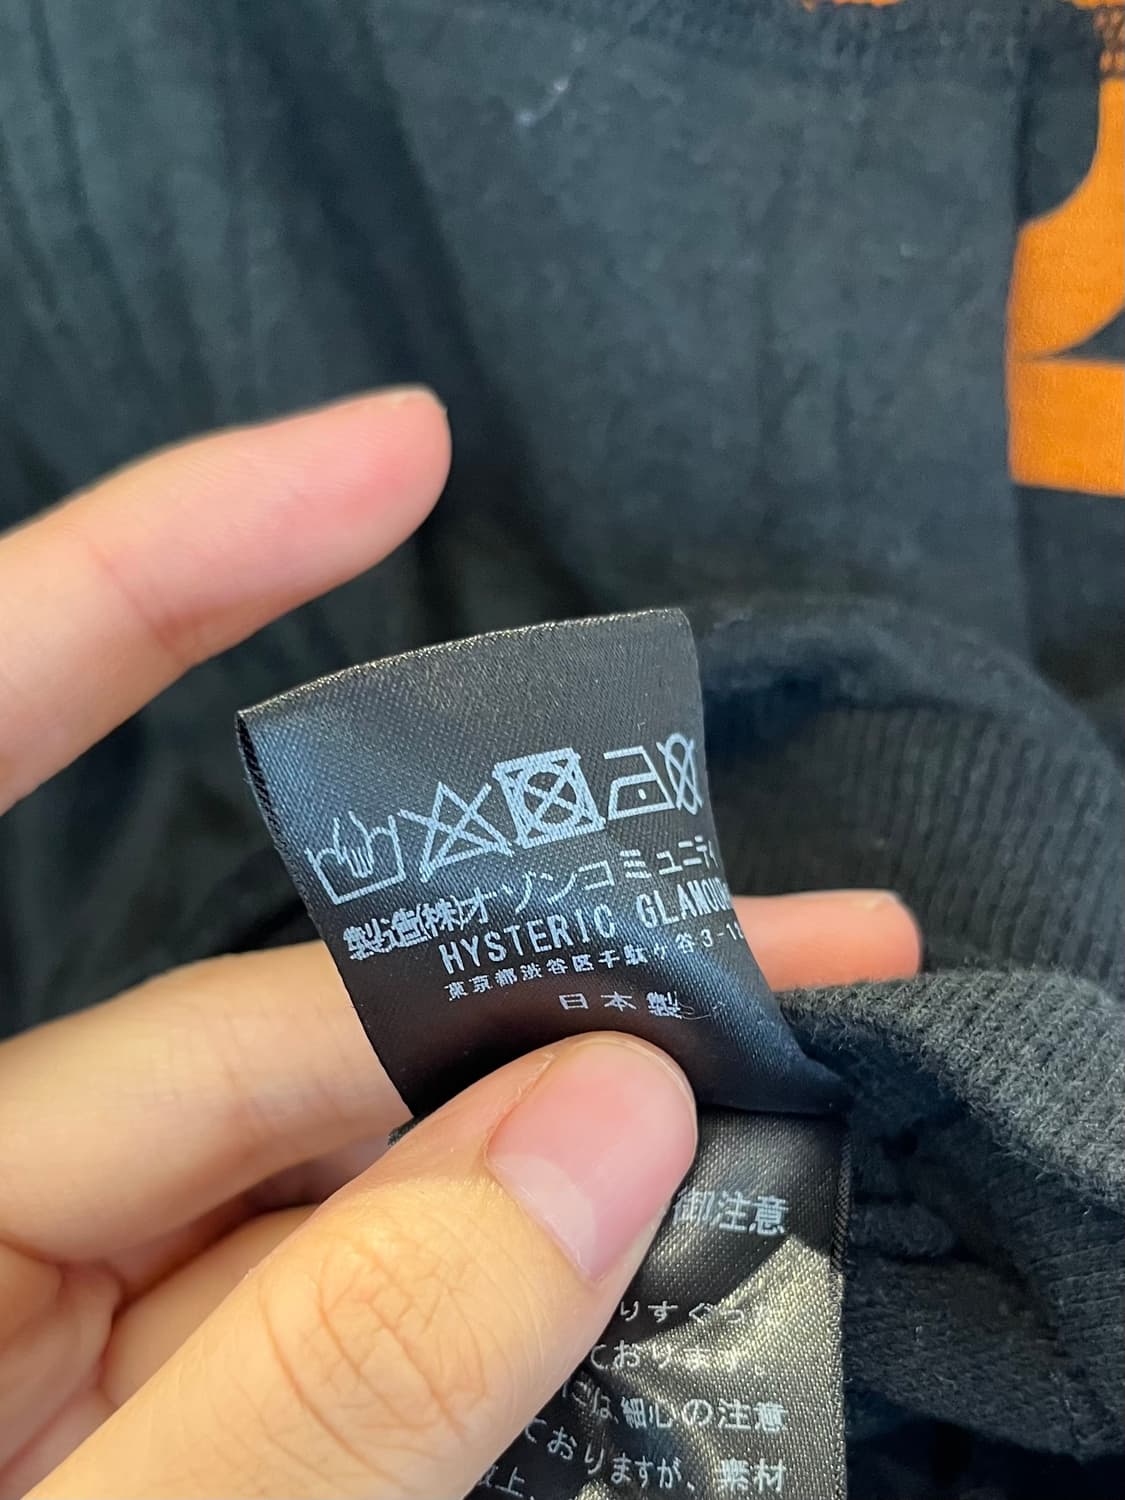 製造(株)オゾンコミュニティ
HYSTERIC GLAMOU
東京都渋谷区千駄ヶ谷3-1
日本製
御注意
りすぐっ
ております。
には細心の注意
ておりますが、素材
上、